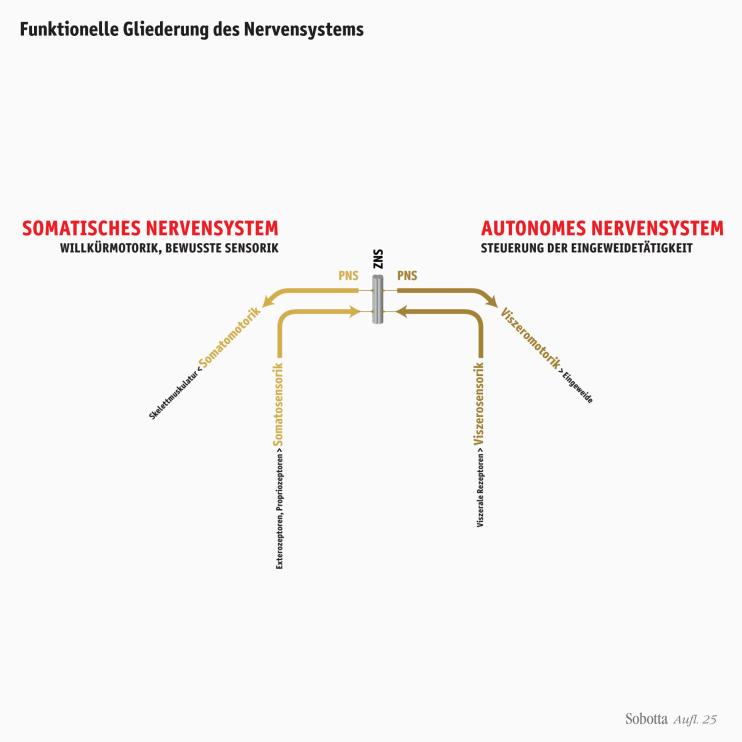 Funktionelle Gliederung des Nervensystems
SOMATISCHES NERVENSYSTEM
WILLKÜRMOTORIK, BEWUSSTE SENSORIK
AUTONOMES NERVENSYSTEM
STEUERUNG DER EINGEWEIDETÄTIGKEIT
ZNS
PNS
PNS
Skelettmuskulatur < Somatomotorik
Viszeromotorik > Eingeweide
Exterozeptoren, Propriozeptoren > Somatosensorik
Viszerale Rezeptoren > Viszerosensorik
Sobotta Aufl. 25